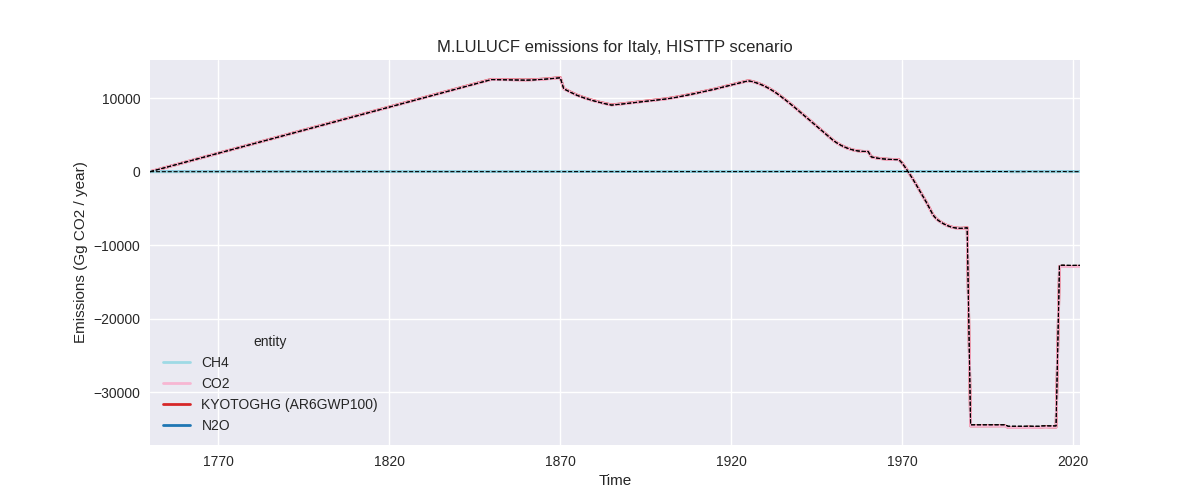 M.LULUCF emissions for Italy, HISTTP scenario
Emissions (Gg CO2 / year)
10000
0
−10000
−20000
−30000
entity
CH4
CO2
KYOTOGHG (AR6GWP100)
N2O
1770 1820 1870 1920 1970 2020
Time